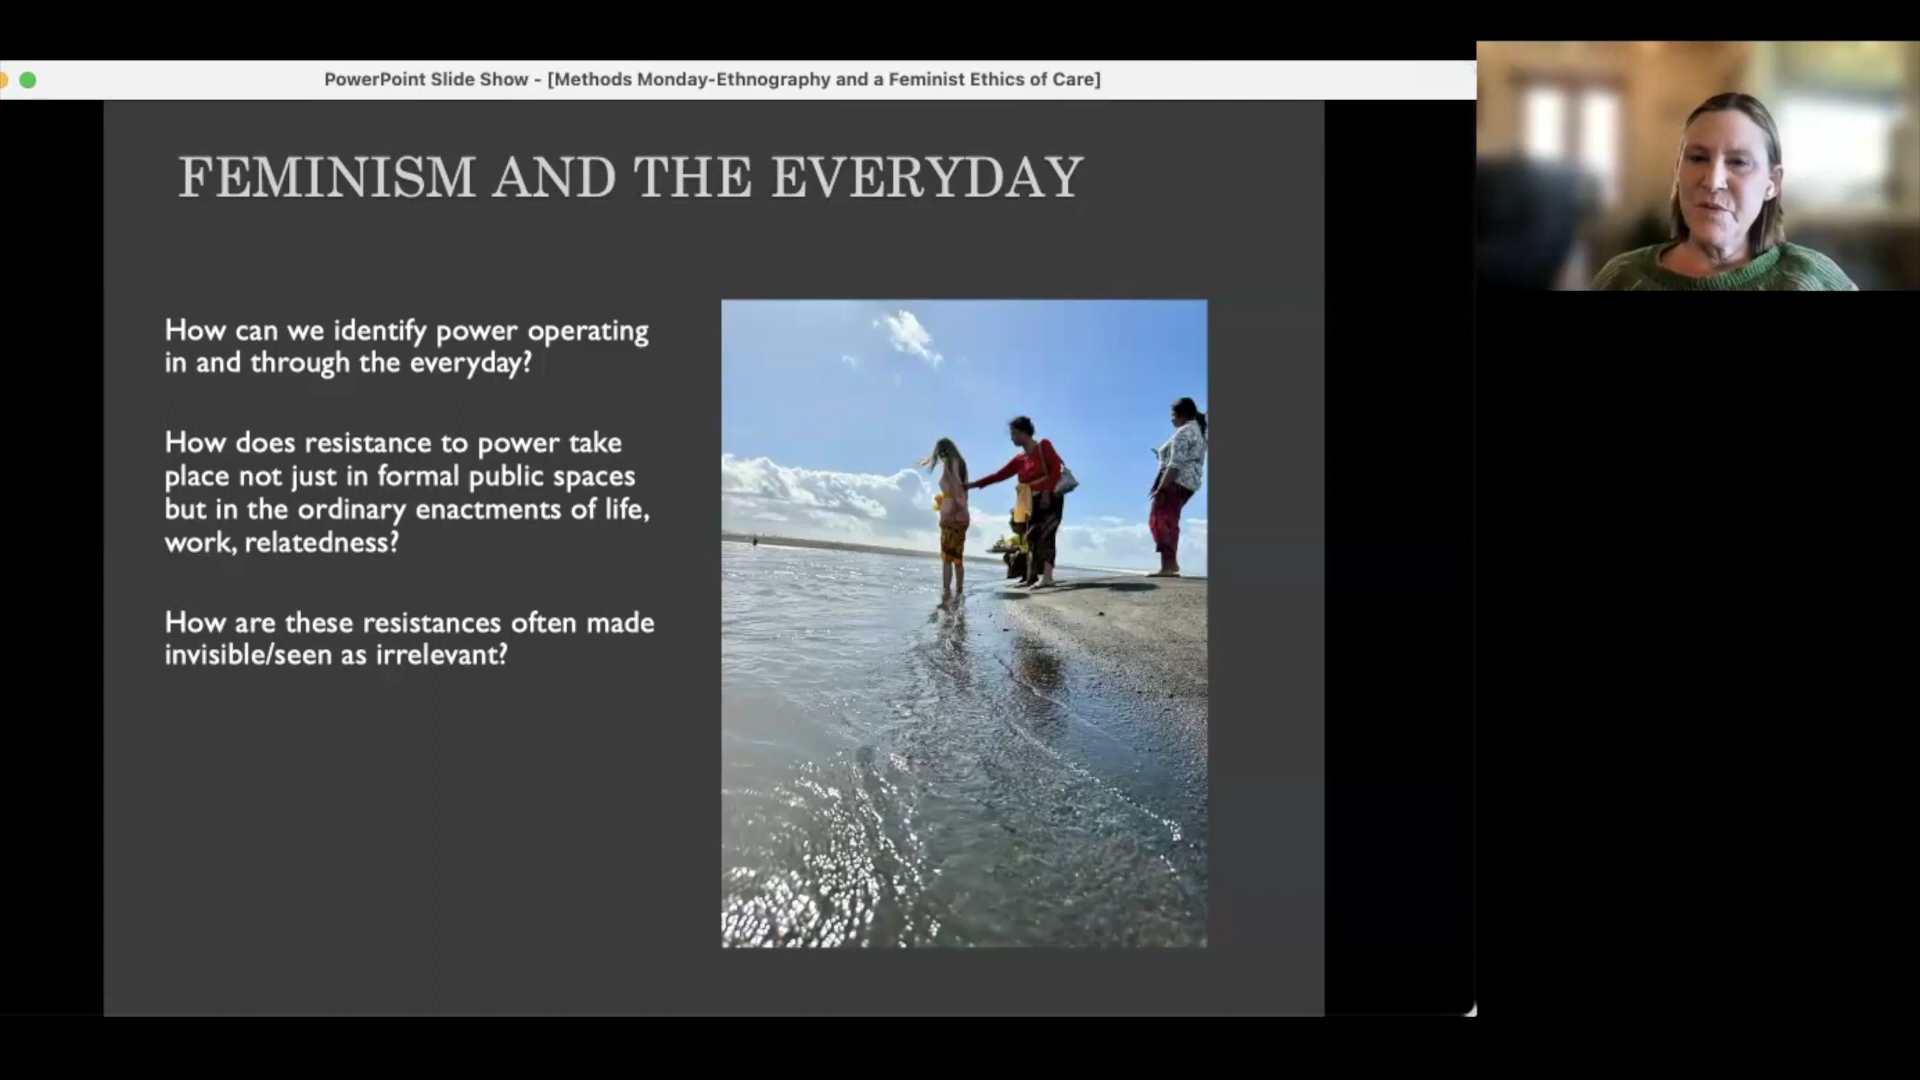 PowerPoint Slide Show - [Methods Monday-Ethnography and a Feminist Ethics of Care]
FEMINISM AND THE EVERYDAY
How can we identify power operating
in and through the everyday?
How does resistance to power take
place not just in formal public spaces
but in the ordinary enactments of life,
work, relatedness?
How are these resistances often made
invisible/seen as irrelevant?